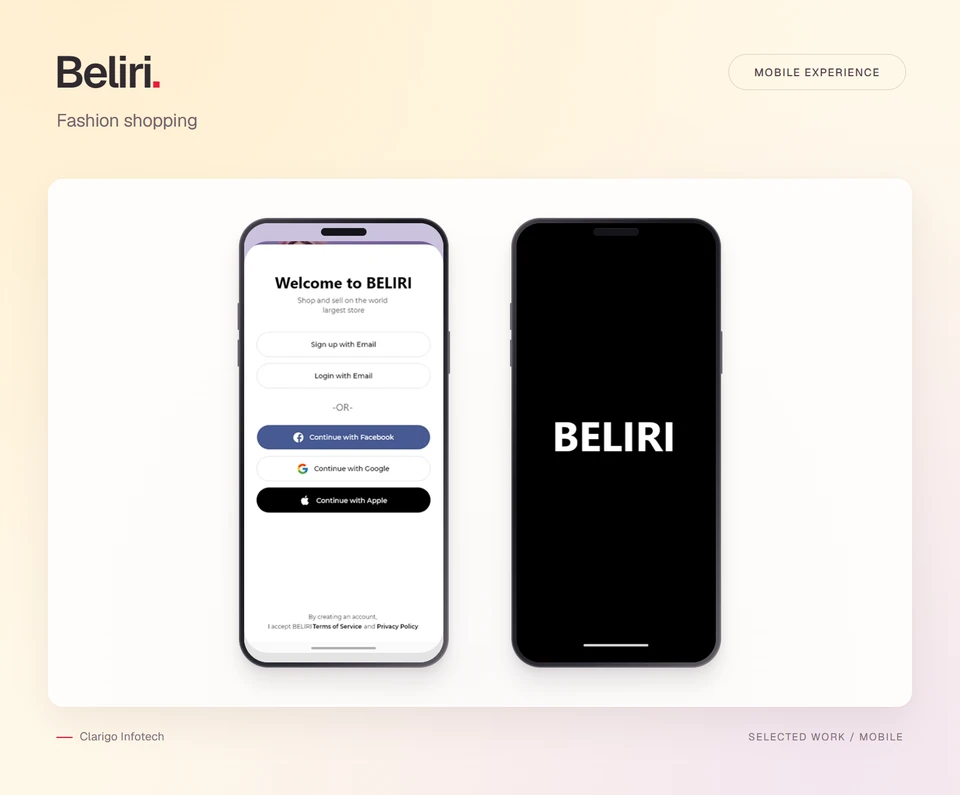 Beliri.
MOBILE EXPERIENCE
Fashion shopping
Welcome to BELIRI
Shop and sell on the world
largest store
Sign up with Email
Login with Email
-OR-
Continue with Facebook
Continue with Google
Continue with Apple
By creating an account,
I accept BELIRI Terms of Service and Privacy Policy
BELIRI
Clarigo Infotech
SELECTED WORK / MOBILE